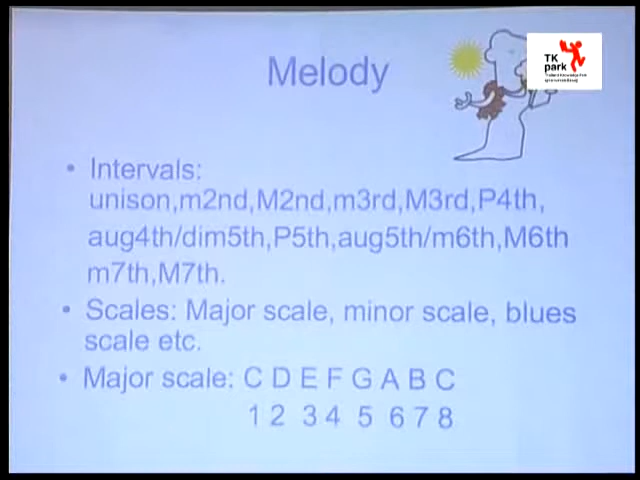 Melody
TK
park
• Intervals:
unison,m2nd,M2nd,m3rd,M3rd,P4th,
aug4th/dim5th,P5th,aug5th/m6th,M6th
m7th,M7th.
• Scales: Major scale, minor scale, blues
scale etc.
• Major scale: C D E F G A B C
1 2 3 4 5 6 7 8